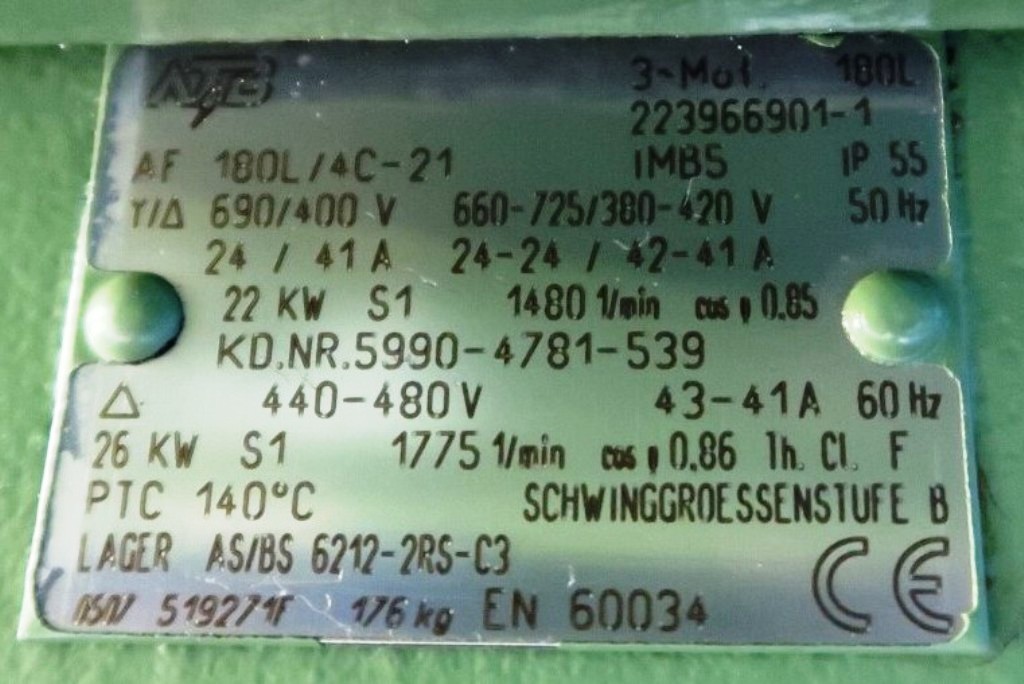 ATB 3~Mot. 180L
223966901-1
AF 180L/4C-21 IMB5 IP 55
Y/Δ 690/400 V 660-725/380-420 V 50 Hz
24 / 41 A 24-24 / 42-41 A
22 KW S1 1480 1/min cos φ 0.85
KD.NR.5990-4781-539
Δ 440-480 V 43-41 A 60 Hz
26 KW S1 1775 1/min cos φ 0.86 Th. Cl. F
PTC 140°C SCHWINGGROESSENSTUFE B
LAGER AS/BS 6212-2RS-C3 CE
519271F 176 kg EN 60034